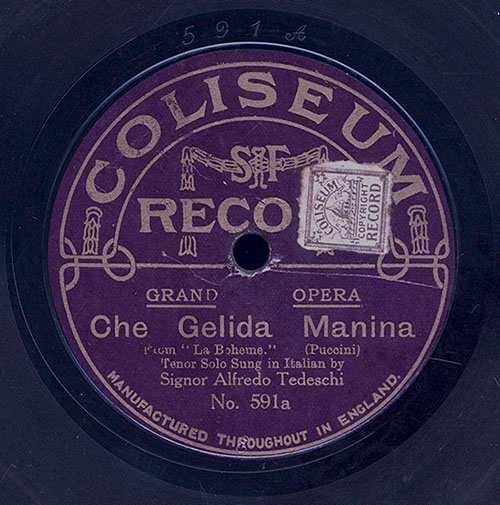 591A
COLISEUM
SF
RECO
COLISEUM
COPYRIGHT
RECORD
GRAND OPERA
Che Gelida Manina
From "La Boheme." (Puccini)
Tenor Solo Sung in Italian by
Signor Alfredo Tedeschi
No. 591a
MANUFACTURED THROUGHOUT IN ENGLAND.